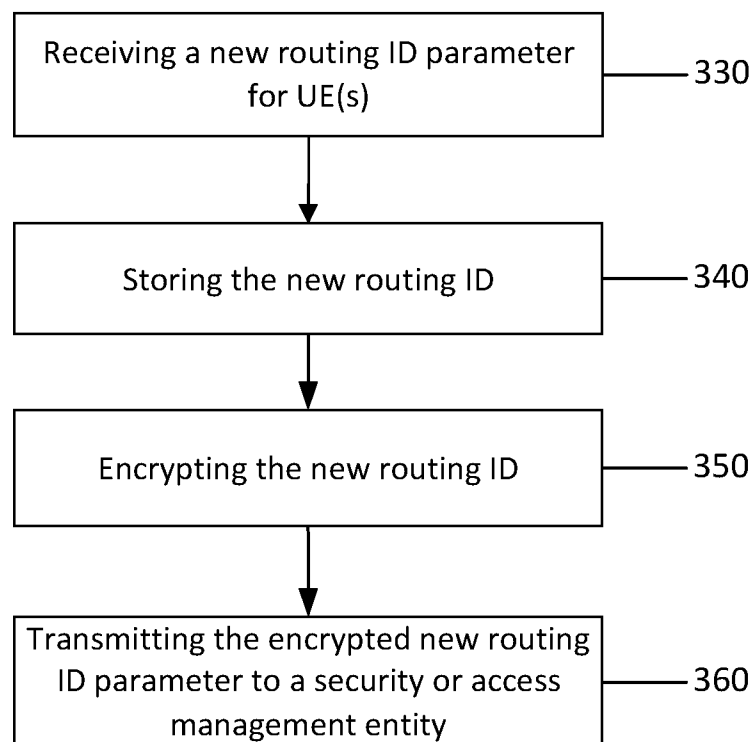 Receiving a new routing ID parameter
for UE(s)
330
Storing the new routing ID
340
Encrypting the new routing ID
350
Transmitting the encrypted new routing
ID parameter to a security or access
management entity
360